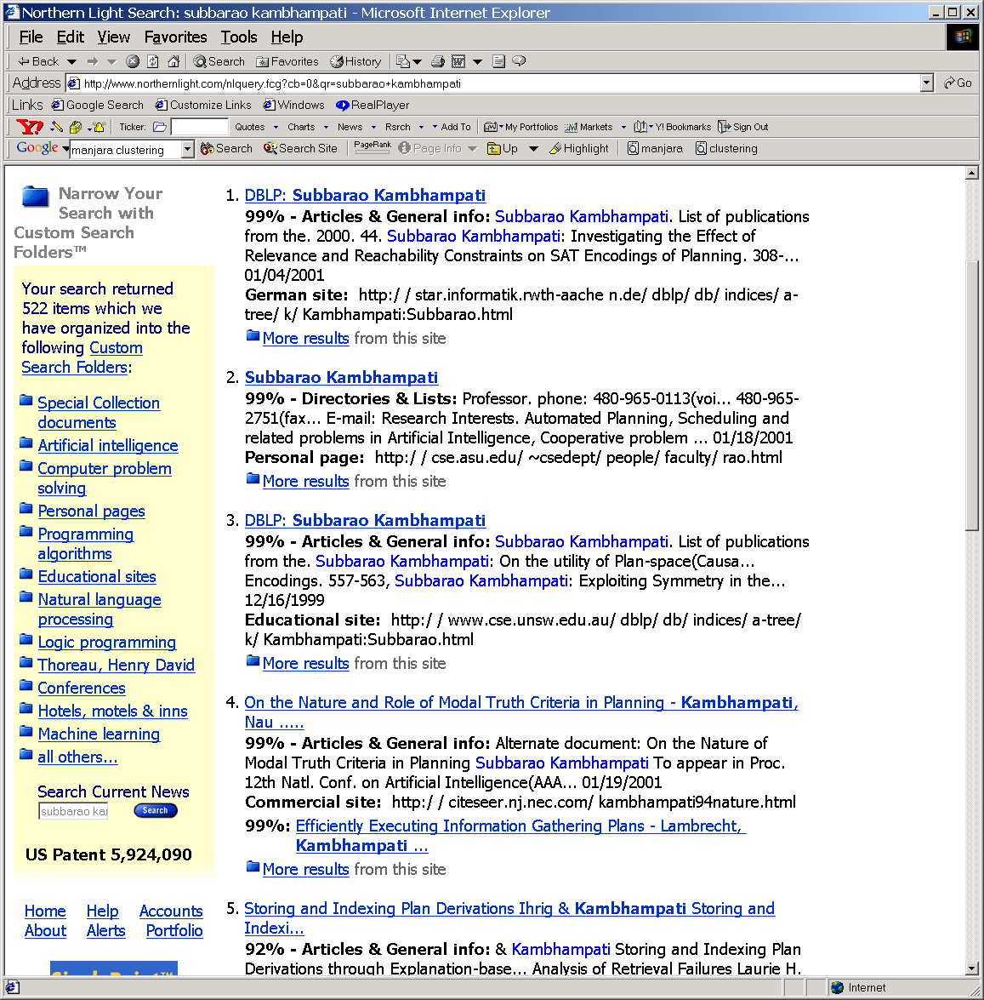 Northern Light Search: subbarao kambhampati - Microsoft Internet Explorer
File Edit View Favorites Tools Help
Back Search Favorites History
Address http://www.northernlight.com/nlquery.fcg?cb=0&qr=subbarao+kambhampati Go
Links Google Search Customize Links Windows RealPlayer
Y! Ticker: Quotes Charts News Rsrch Add To My Portfolios Markets Y! Bookmarks Sign Out
Google manjara clustering Search Search Site PageRank Page Info Up Highlight manjara clustering
Narrow Your
Search with
Custom Search
Folders™
Your search returned
522 items which we
have organized into the
following Custom
Search Folders:
Special Collection
documents
Artificial intelligence
Computer problem
solving
Personal pages
Programming
algorithms
Educational sites
Natural language
processing
Logic programming
Thoreau, Henry David
Conferences
Hotels, motels & inns
Machine learning
all others...
Search Current News
subbarao kai Search
US Patent 5,924,090
Home Help Accounts
About Alerts Portfolio
1. DBLP: Subbarao Kambhampati
99% - Articles & General info: Subbarao Kambhampati. List of publications
from the. 2000. 44. Subbarao Kambhampati: Investigating the Effect of
Relevance and Reachability Constraints on SAT Encodings of Planning. 308-...
01/04/2001
German site: http:/ / star.informatik.rwth-aache n.de/ dblp/ db/ indices/ a-
tree/ k/ Kambhampati:Subbarao.html
More results from this site
2. Subbarao Kambhampati
99% - Directories & Lists: Professor. phone: 480-965-0113(voi... 480-965-
2751(fax... E-mail: Research Interests. Automated Planning, Scheduling and
related problems in Artificial Intelligence, Cooperative problem ... 01/18/2001
Personal page: http:/ / cse.asu.edu/ ~csedept/ people/ faculty/ rao.html
More results from this site
3. DBLP: Subbarao Kambhampati
99% - Articles & General info: Subbarao Kambhampati. List of publications
from the. Subbarao Kambhampati: On the utility of Plan-space(Causa...
Encodings. 557-563, Subbarao Kambhampati: Exploiting Symmetry in the...
12/16/1999
Educational site: http:/ / www.cse.unsw.edu.au/ dblp/ db/ indices/ a-tree/
k/ Kambhampati:Subbarao.html
More results from this site
4. On the Nature and Role of Modal Truth Criteria in Planning - Kambhampati,
Nau .....
99% - Articles & General info: Alternate document: On the Nature of
Modal Truth Criteria in Planning Subbarao Kambhampati To appear in Proc.
12th Natl. Conf. on Artificial Intelligence(AAA... 01/19/2001
Commercial site: http:/ / citeseer.nj.nec.com/ kambhampati94nature.html
99%: Efficiently Executing Information Gathering Plans - Lambrecht,
Kambhampati ...
More results from this site
5. Storing and Indexing Plan Derivations Ihrig & Kambhampati Storing and
Indexi...
92% - Articles & General info: & Kambhampati Storing and Indexing Plan
Derivations through Explanation-base... Analysis of Retrieval Failures Laurie H.
Internet